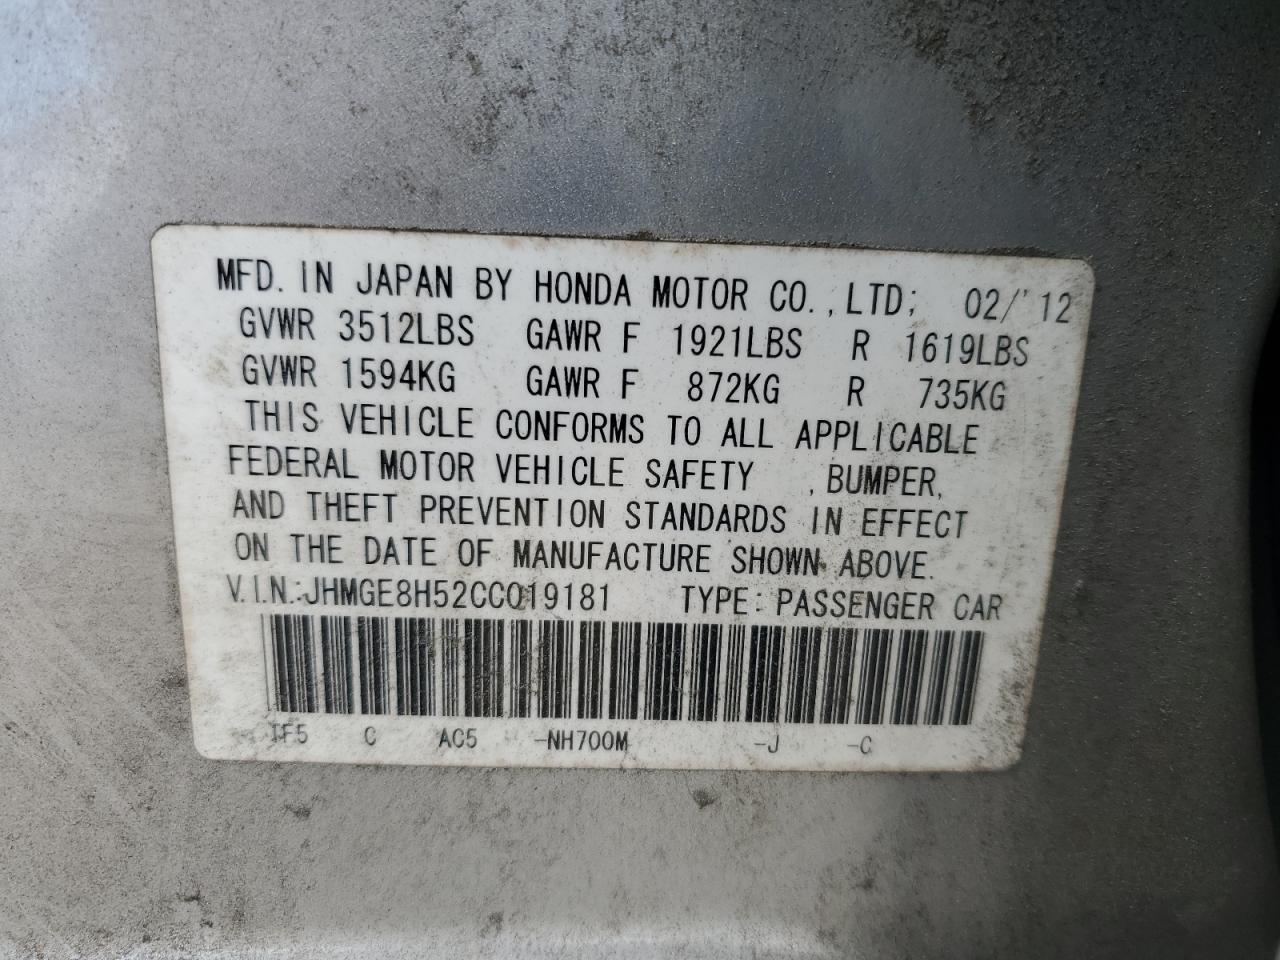 MFD. IN JAPAN BY HONDA MOTOR CO.,LTD; 02/'12
GVWR 3512LBS GAWR F 1921LBS R 1619LBS
GVWR 1594KG GAWR F 872KG R 735KG
THIS VEHICLE CONFORMS TO ALL APPLICABLE
FEDERAL MOTOR VEHICLE SAFETY , BUMPER,
AND THEFT PREVENTION STANDARDS IN EFFECT
ON THE DATE OF MANUFACTURE SHOWN ABOVE.
V.I.N.:JHMGE8H52CC019181 TYPE: PASSENGER CAR
TF5 C AC5 -NH700M -J -C